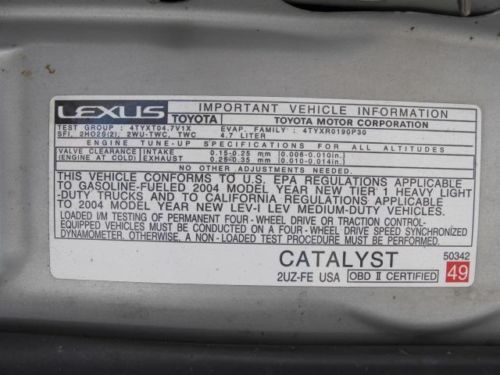 LEXUS TOYOTA IMPORTANT VEHICLE INFORMATION
TOYOTA MOTOR CORPORATION
TEST GROUP : 4TYXT04.7V1X EVAP. FAMILY : 4TYXR0190P30
SFI, 2HO2S(2), 2WU-TWC, TWC 4.7 LITER
ENGINE TUNE-UP SPECIFICATIONS FOR ALL ALTITUDES
VALVE CLEARANCE INTAKE 0.15-0.25 mm (0.006-0.010in.)
(ENGINE AT COLD) EXHAUST 0.25-0.35 mm (0.010-0.014in.)
NO OTHER ADJUSTMENTS NEEDED.
THIS VEHICLE CONFORMS TO U.S. EPA REGULATIONS APPLICABLE
TO GASOLINE-FUELED 2004 MODEL YEAR NEW TIER 1 HEAVY LIGHT
-DUTY TRUCKS AND TO CALIFORNIA REGULATIONS APPLICABLE
TO 2004 MODEL YEAR NEW LEV-I LEV MEDIUM-DUTY VEHICLES.
LOADED I/M TESTING OF PERMANENT FOUR-WHEEL DRIVE OR TRACTION CONTROL-
EQUIPPED VEHICLES MUST BE CONDUCTED ON A FOUR-WHEEL DRIVE SPEED SYNCHRONIZED
DYNAMOMETER, OTHERWISE, A NON-LOADED TEST PROCEDURE MUST BE PERFORMED.
CATALYST 50342
2UZ-FE USA OBD II CERTIFIED 49